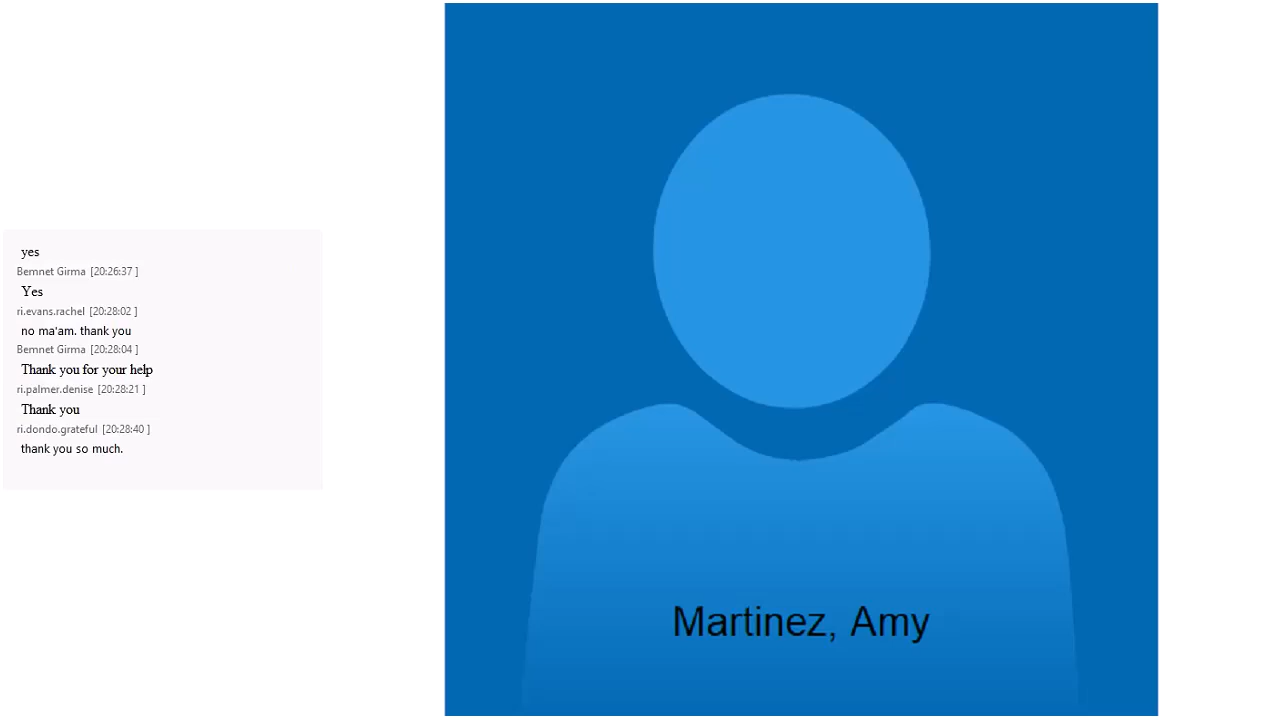 yes
Bemnet Girma [20:26:37 ]
Yes
ri.evans.rachel [20:28:02 ]
no ma'am. thank you
Bemnet Girma [20:28:04 ]
Thank you for your help
ri.palmer.denise [20:28:21 ]
Thank you
ri.dondo.grateful [20:28:40 ]
thank you so much.
Martinez, Amy